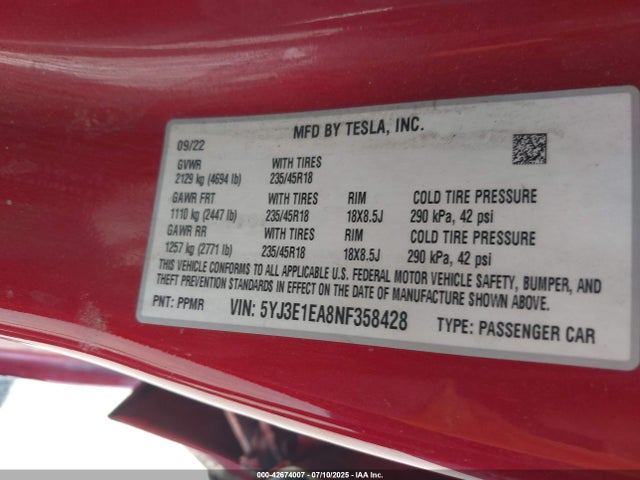 MFD BY TESLA, INC.
09/22
GVWR WITH TIRES
2129 kg (4694 lb) 235/45R18
GAWR FRT WITH TIRES RIM COLD TIRE PRESSURE
1110 kg (2447 lb) 235/45R18 18X8.5J 290 kPa, 42 psi
GAWR RR WITH TIRES RIM COLD TIRE PRESSURE
1257 kg (2771 lb) 235/45R18 18X8.5J 290 kPa, 42 psi
THIS VEHICLE CONFORMS TO ALL APPLICABLE U.S. FEDERAL MOTOR VEHICLE SAFETY, BUMPER, AND
THEFT PREVENTION STANDARDS IN EFFECT ON THE DATE OF MANUFACTURE SHOWN ABOVE.
PNT: PPMR VIN: 5YJ3E1EA8NF358428 TYPE: PASSENGER CAR
000-42674007 - 07/10/2025 - IAA Inc.